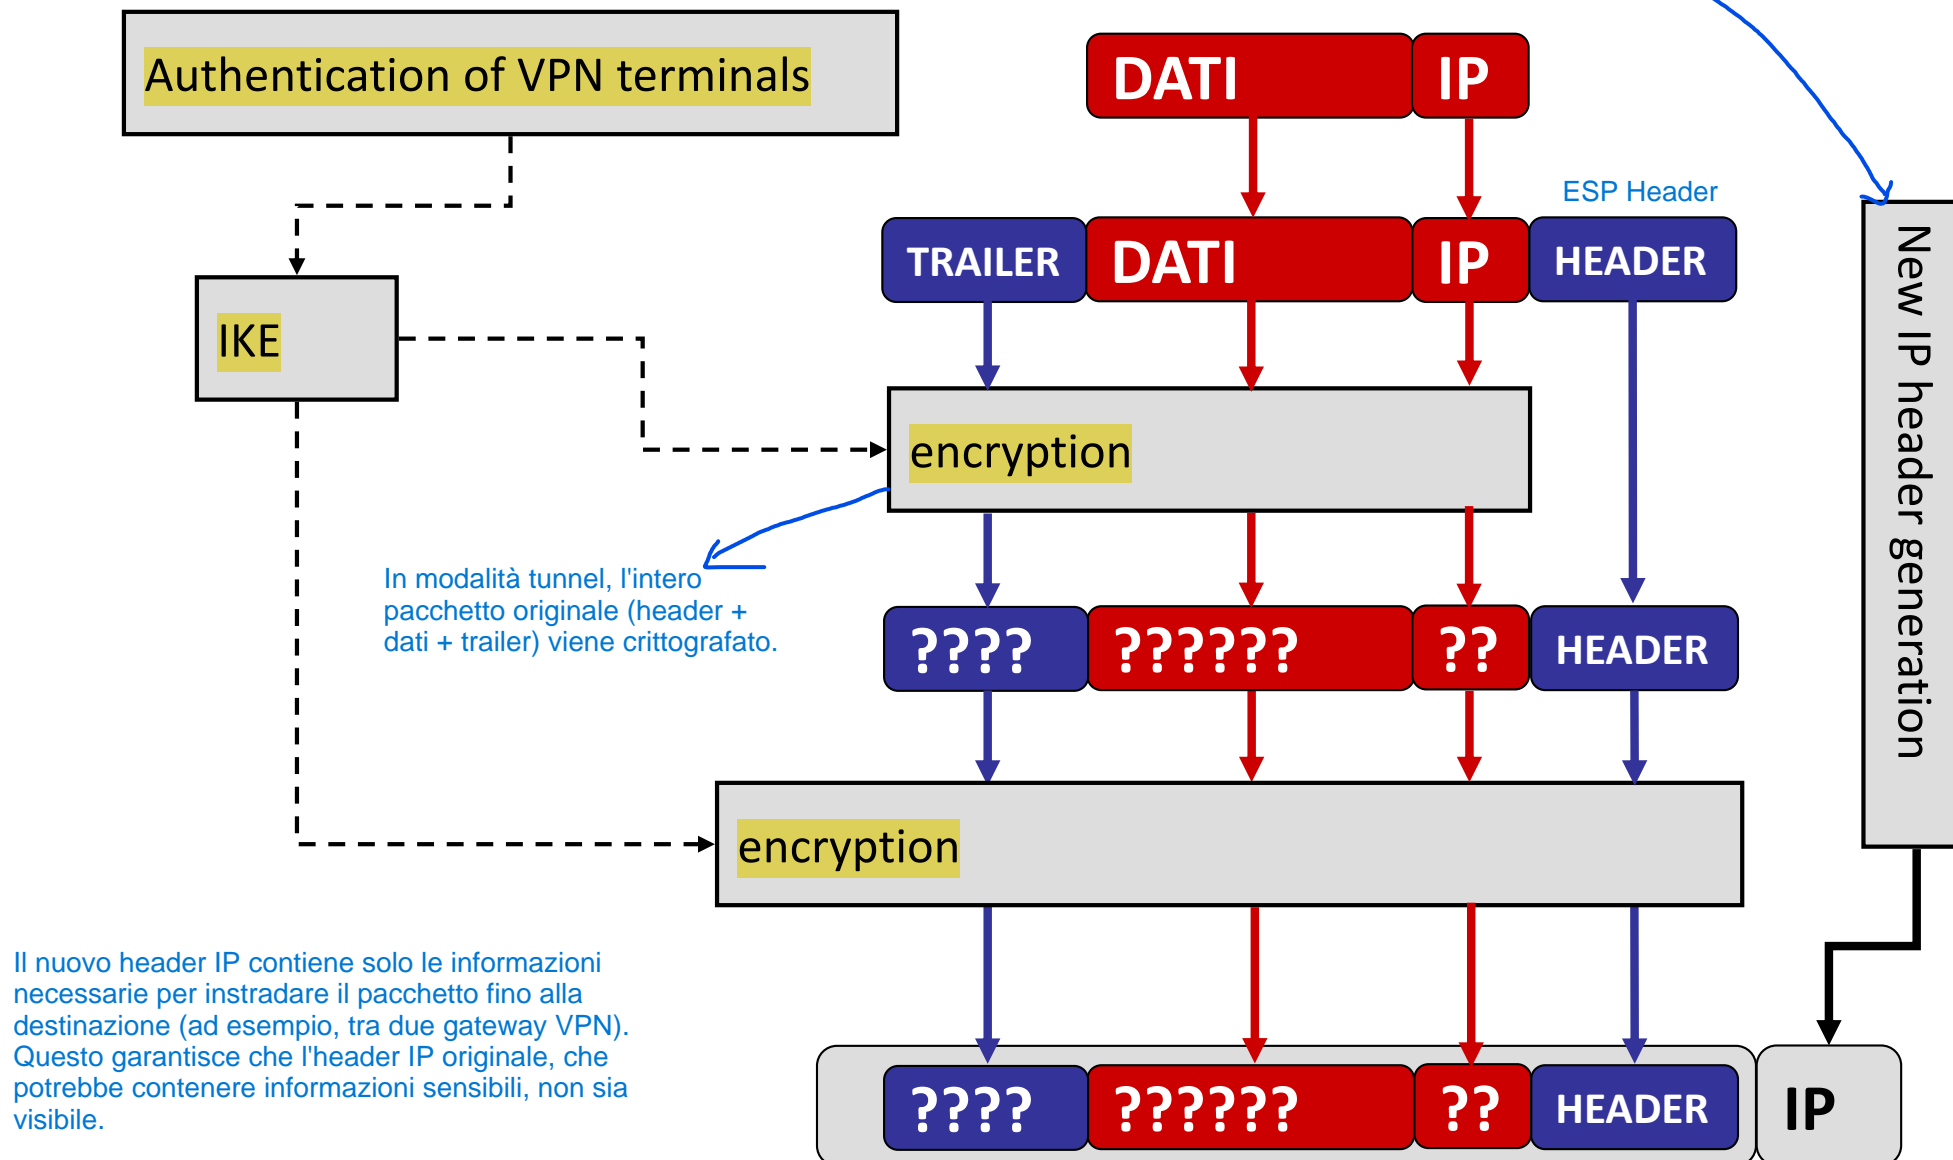 Authentication of VPN terminals
DATI IP
ESP Header
TRAILER DATI IP HEADER
New IP header generation
IKE
encryption
In modalità tunnel, l'intero
pacchetto originale (header +
dati + trailer) viene crittografato.
???? ?????? ?? HEADER
encryption
Il nuovo header IP contiene solo le informazioni
necessarie per instradare il pacchetto fino alla
destinazione (ad esempio, tra due gateway VPN).
Questo garantisce che l'header IP originale, che
potrebbe contenere informazioni sensibili, non sia
visibile.
???? ?????? ?? HEADER IP